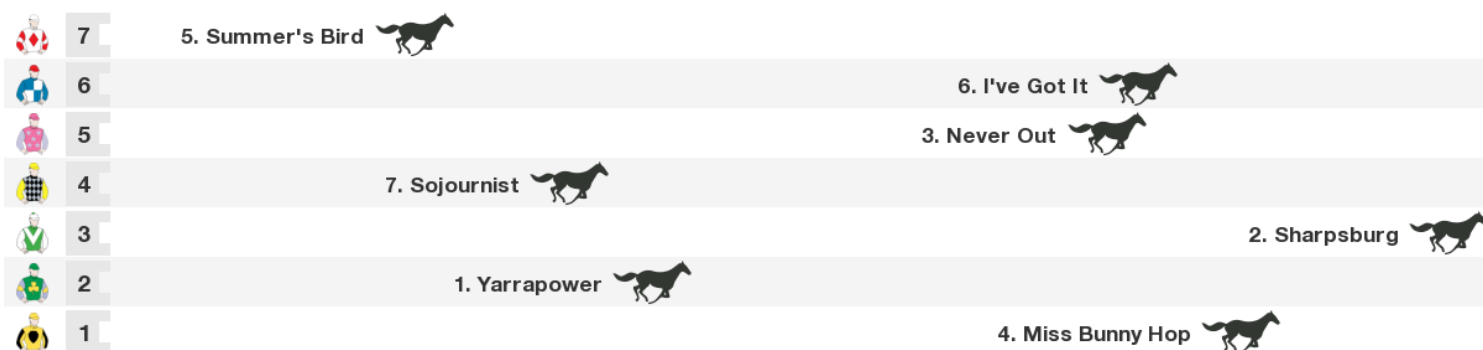 7 5. Summer's Bird
6 6. I've Got It
5 3. Never Out
4 7. Sojournist
3 2. Sharpsburg
2 1. Yarrapower
1 4. Miss Bunny Hop